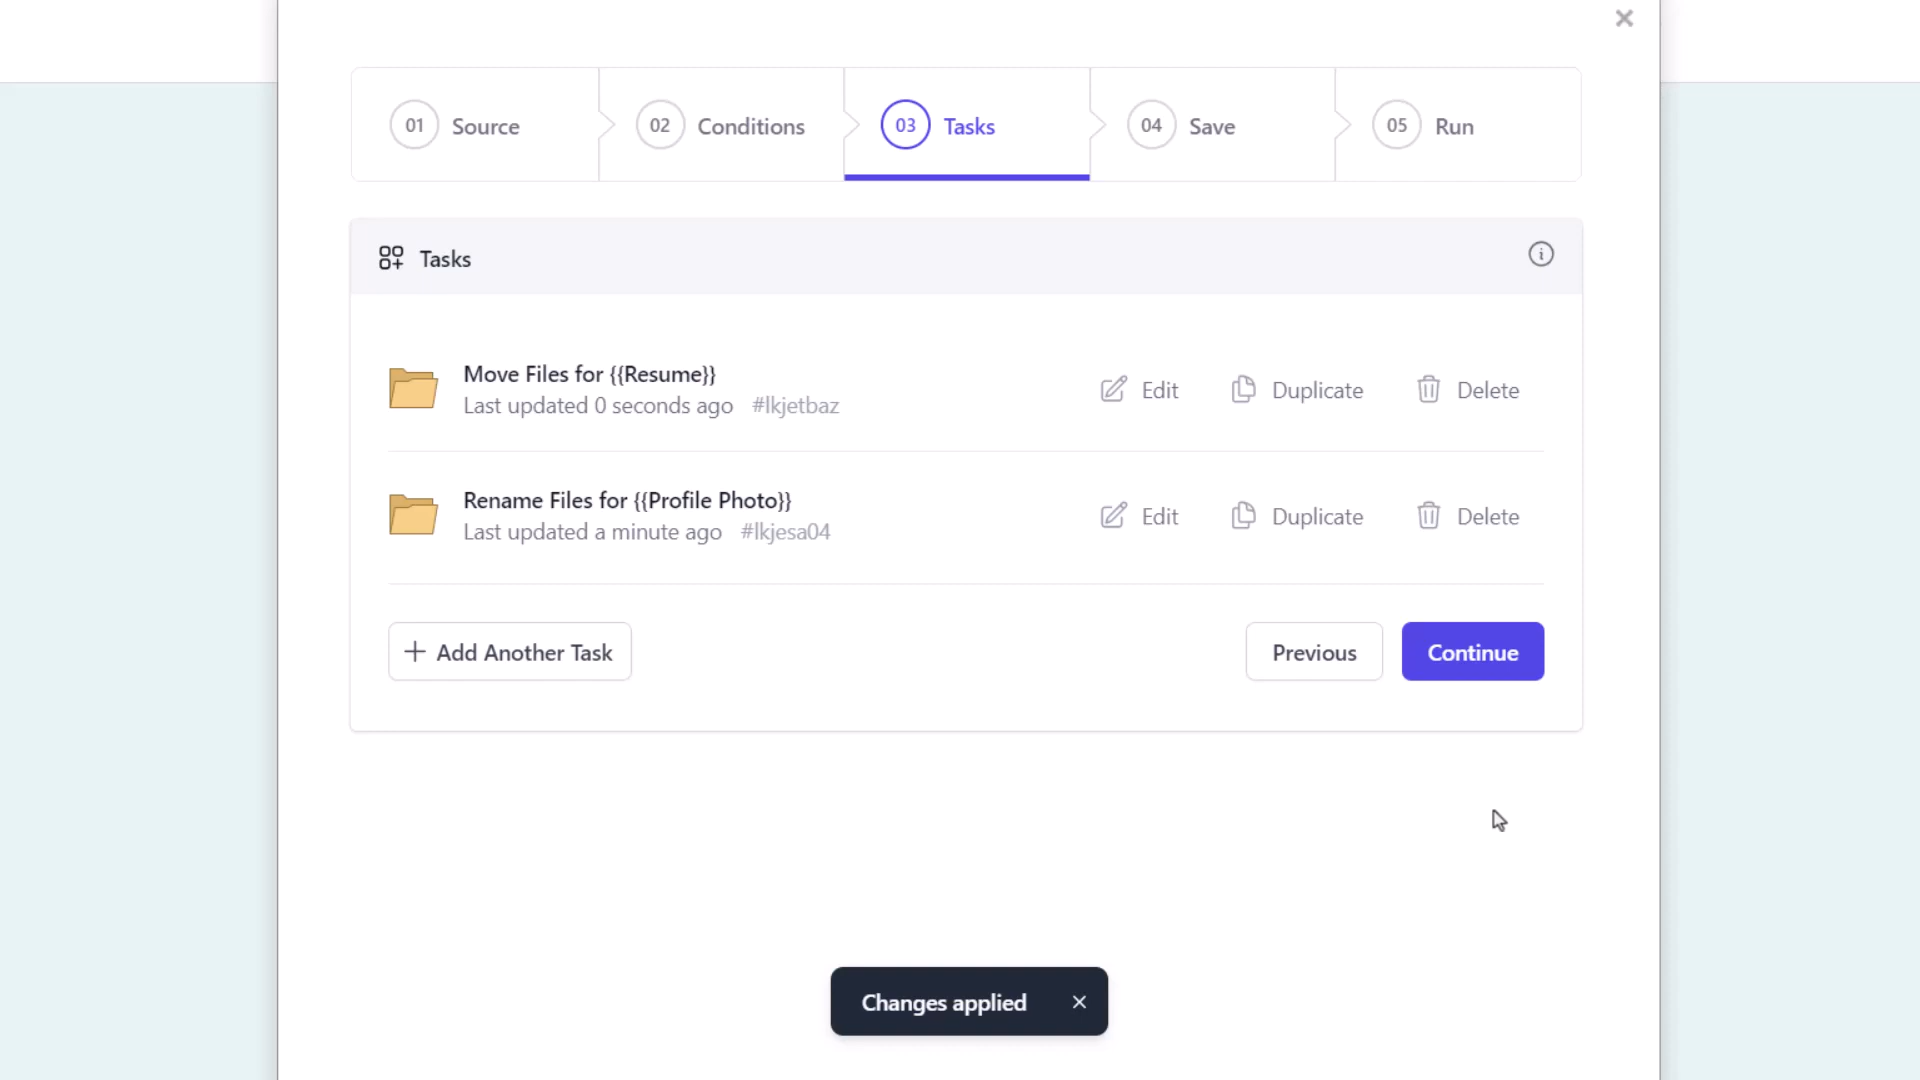 01 Source
02 Conditions
03 Tasks
04 Save
05 Run
Tasks
Move Files for {{Resume}}
Last updated 0 seconds ago #lkjetbaz
Edit Duplicate Delete
Rename Files for {{Profile Photo}}
Last updated a minute ago #lkjesa04
Edit Duplicate Delete
Add Another Task
Previous
Continue
Changes applied